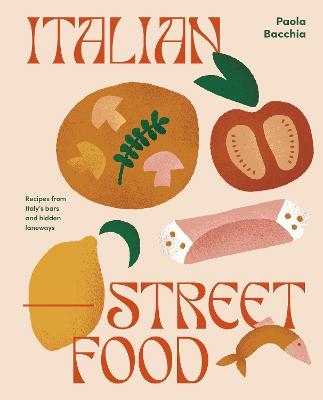 ITALIAN
Paola
Bacchia
Recipes from
Italy's bars
and hidden
laneways
STREET
FOOD